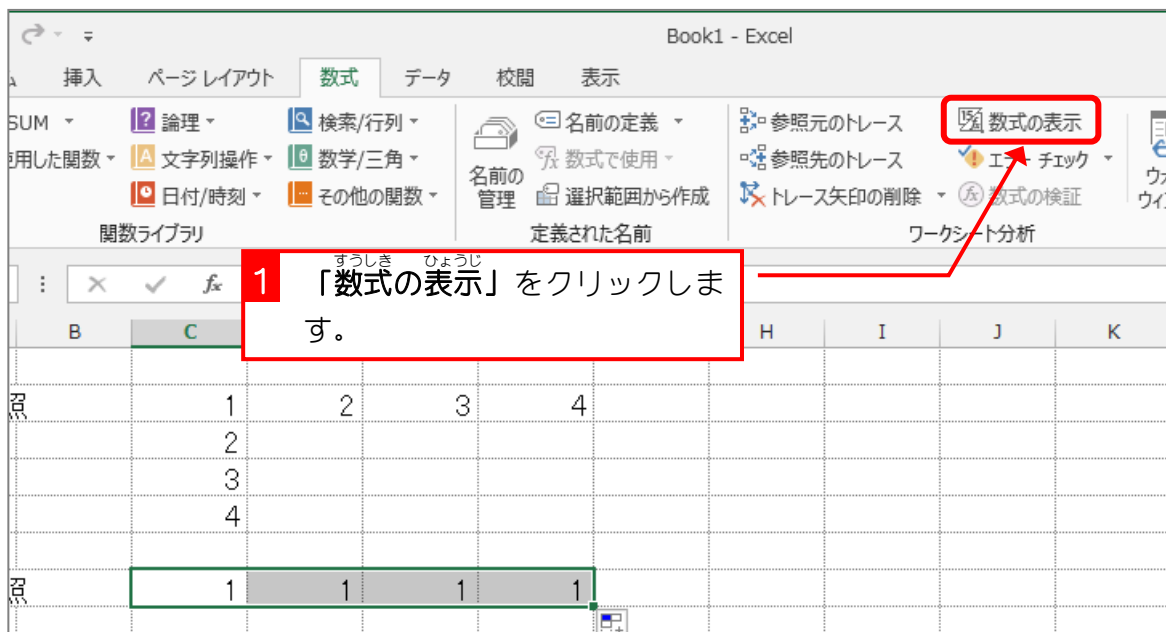 Book1 - Excel
挿入 ページ レイアウト 数式 データ 校閲 表示
SUM 論理 検索/行列 名前の定義 参照元のトレース 数式の表示
使用した関数 文字列操作 数学/三角 名前の管理 数式で使用 参照先のトレース エラー チェック
日付/時刻 その他の関数 選択範囲から作成 トレース矢印の削除 数式の検証
関数ライブラリ 定義された名前 ワークシート分析
fx
すうしき ひょうじ
1 「数式の表示」をクリックしま
す。
B C H I J K
照 1 2 3 4
2
3
4
照 1 1 1 1